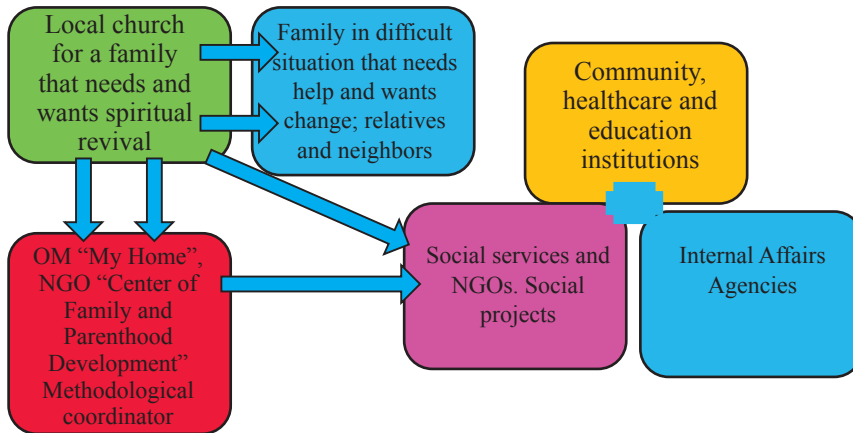 Local church
for a family
that needs and
wants spiritual
revival
Family in difficult
situation that needs
help and wants
change; relatives
and neighbors
Community,
healthcare and
education
institutions
OM “My Home”,
NGO “Center of
Family and
Parenthood
Development”
Methodological
coordinator
Social services and
NGOs. Social
projects
Internal Affairs
Agencies